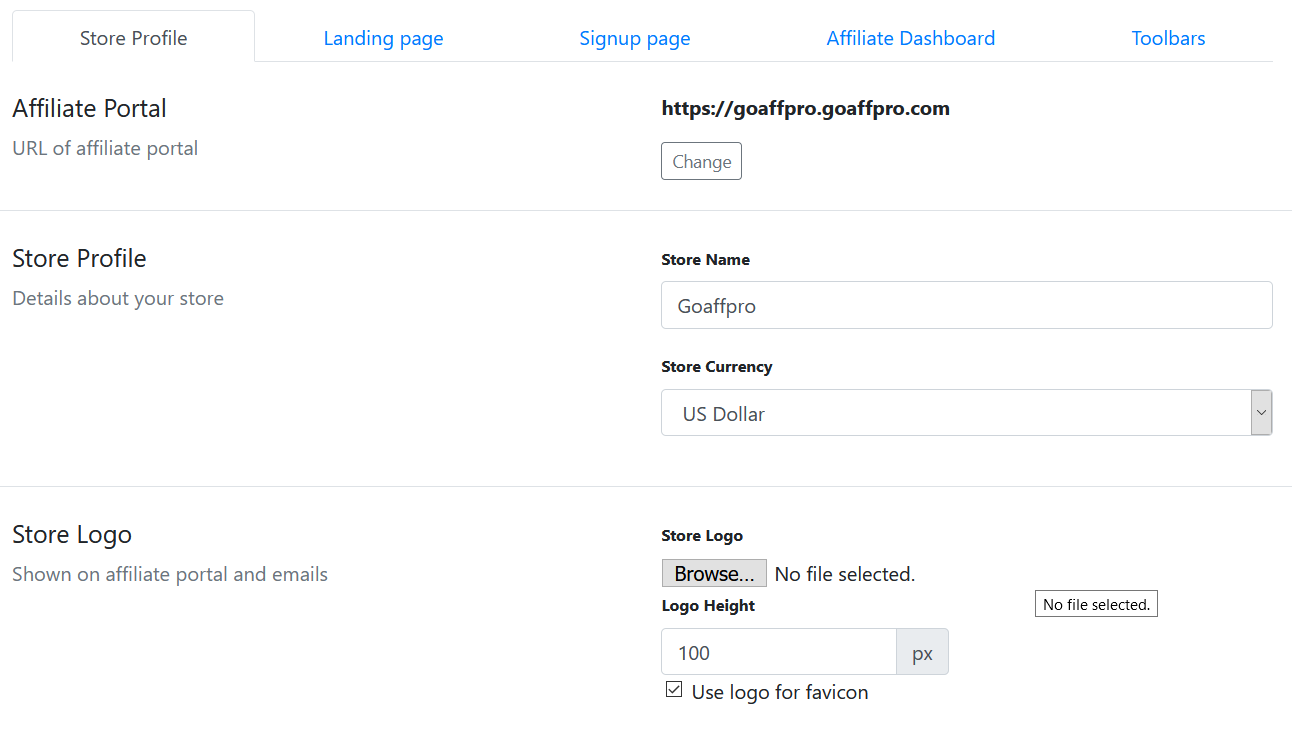 Store Profile
Landing page
Signup page
Affiliate Dashboard
Toolbars
Affiliate Portal
URL of affiliate portal
https://goaffpro.goaffpro.com
Change
Store Profile
Details about your store
Store Name
Goaffpro
Store Currency
US Dollar
Store Logo
Shown on affiliate portal and emails
Store Logo
Browse... No file selected.
No file selected.
Logo Height
100 px
Use logo for favicon